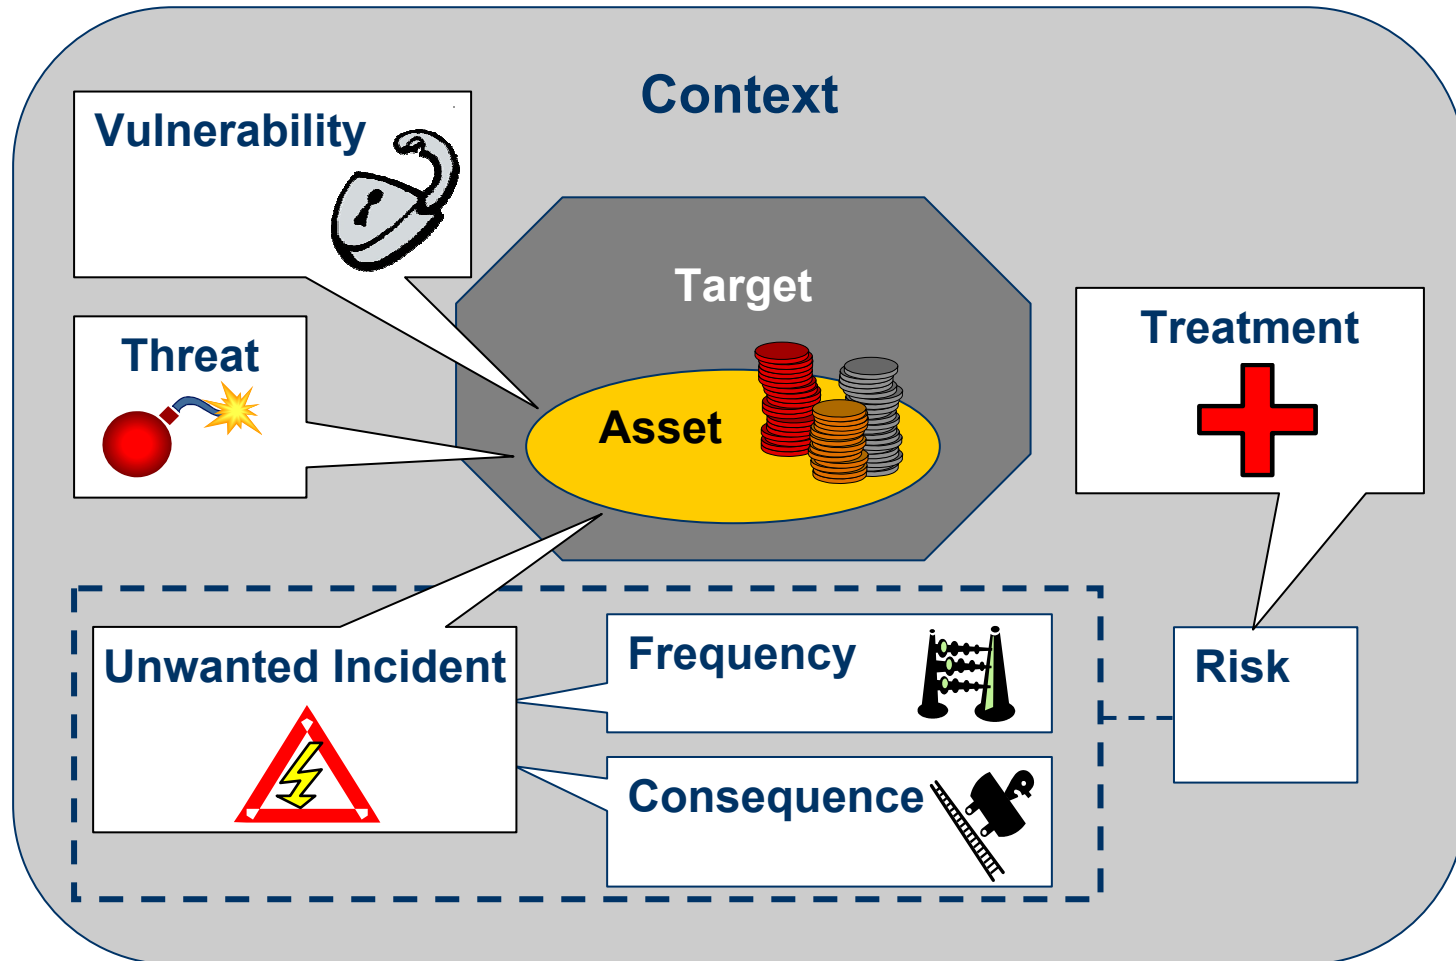 Context
Vulnerability
Target
Treatment
Threat
Asset
Unwanted Incident
Frequency
Risk
Consequence